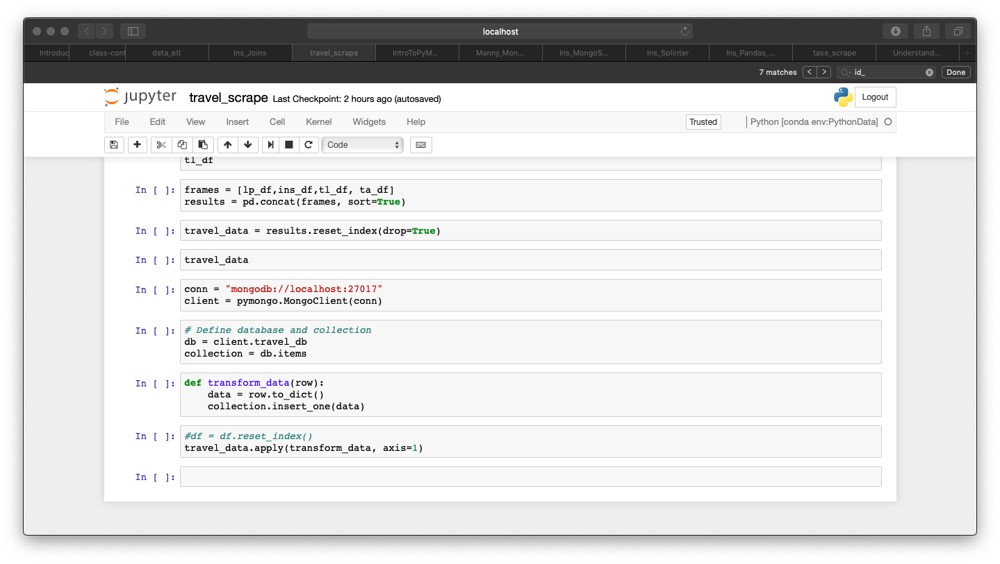 localhost
Introduc class-cont data_etl Ins_Joins travel_scrape IntroToPyM... Manny_Mon... Ins_MongoS... Ins_Splinter Ins_Pandas_... tase_scrape Understand...
7 matches < > id_ Done
jupyter travel_scrape Last Checkpoint: 2 hours ago (autosaved) Logout
File Edit View Insert Cell Kernel Widgets Help Trusted Python [conda env:PythonData]
Code
tl_df
In [ ]: frames = [lp_df,ins_df,tl_df, ta_df]
results = pd.concat(frames, sort=True)
In [ ]: travel_data = results.reset_index(drop=True)
In [ ]: travel_data
In [ ]: conn = "mongodb://localhost:27017"
client = pymongo.MongoClient(conn)
In [ ]: # Define database and collection
db = client.travel_db
collection = db.items
In [ ]: def transform_data(row):
    data = row.to_dict()
    collection.insert_one(data)
In [ ]: #df = df.reset_index()
travel_data.apply(transform_data, axis=1)
In [ ]: